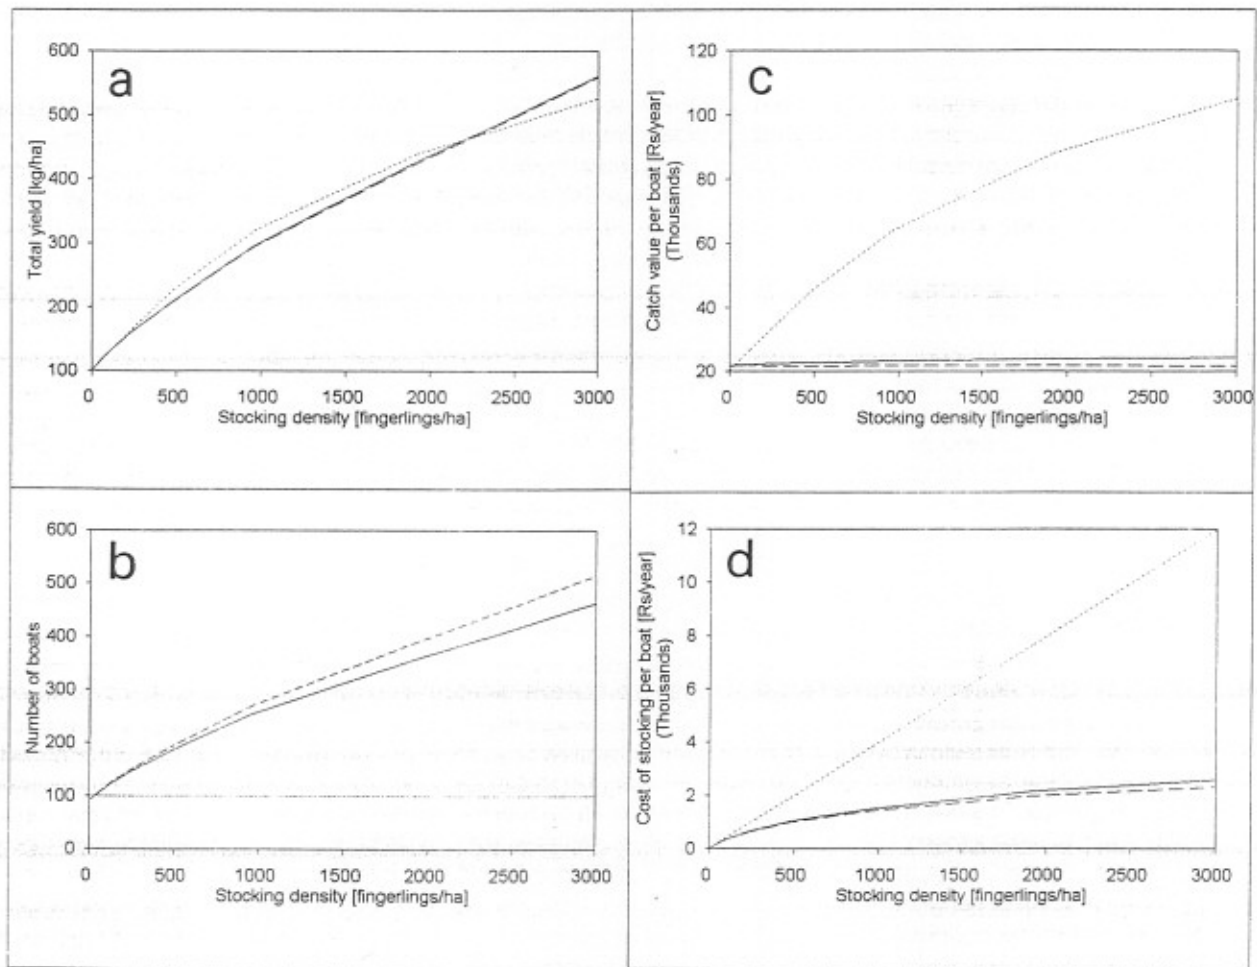 a
600
500
400
300
200
100
Total yield [kg/ha]
0 500 1000 1500 2000 2500 3000
Stocking density [fingerlings/ha]
c
120
100
80
60
40
20
Catch value per boat [Rs/year]
(Thousands)
0 500 1000 1500 2000 2500 3000
Stocking density [fingerlings/ha]
b
600
500
400
300
200
100
0
Number of boats
0 500 1000 1500 2000 2500 3000
Stocking density [fingerlings/ha]
d
12
10
8
6
4
2
0
Cost of stocking per boat [Rs/year]
(Thousands)
0 500 1000 1500 2000 2500 3000
Stocking density [fingerlings/ha]